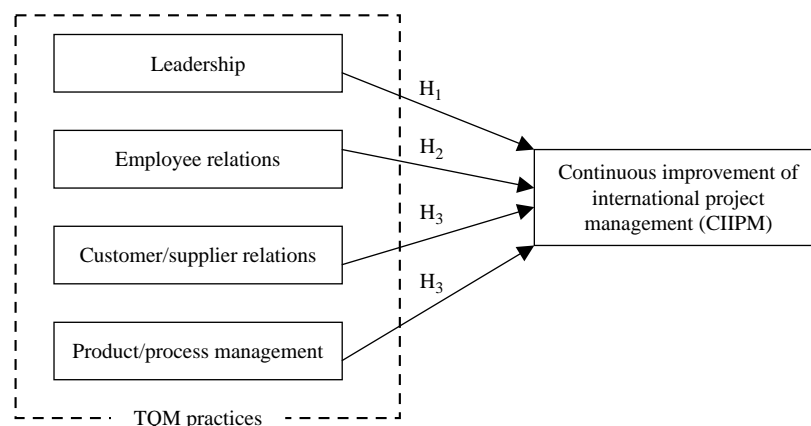 Leadership
H1
Employee relations
H2
Continuous improvement of
international project
management (CIIPM)
Customer/supplier relations
H3
Product/process management
H3
TQM practices